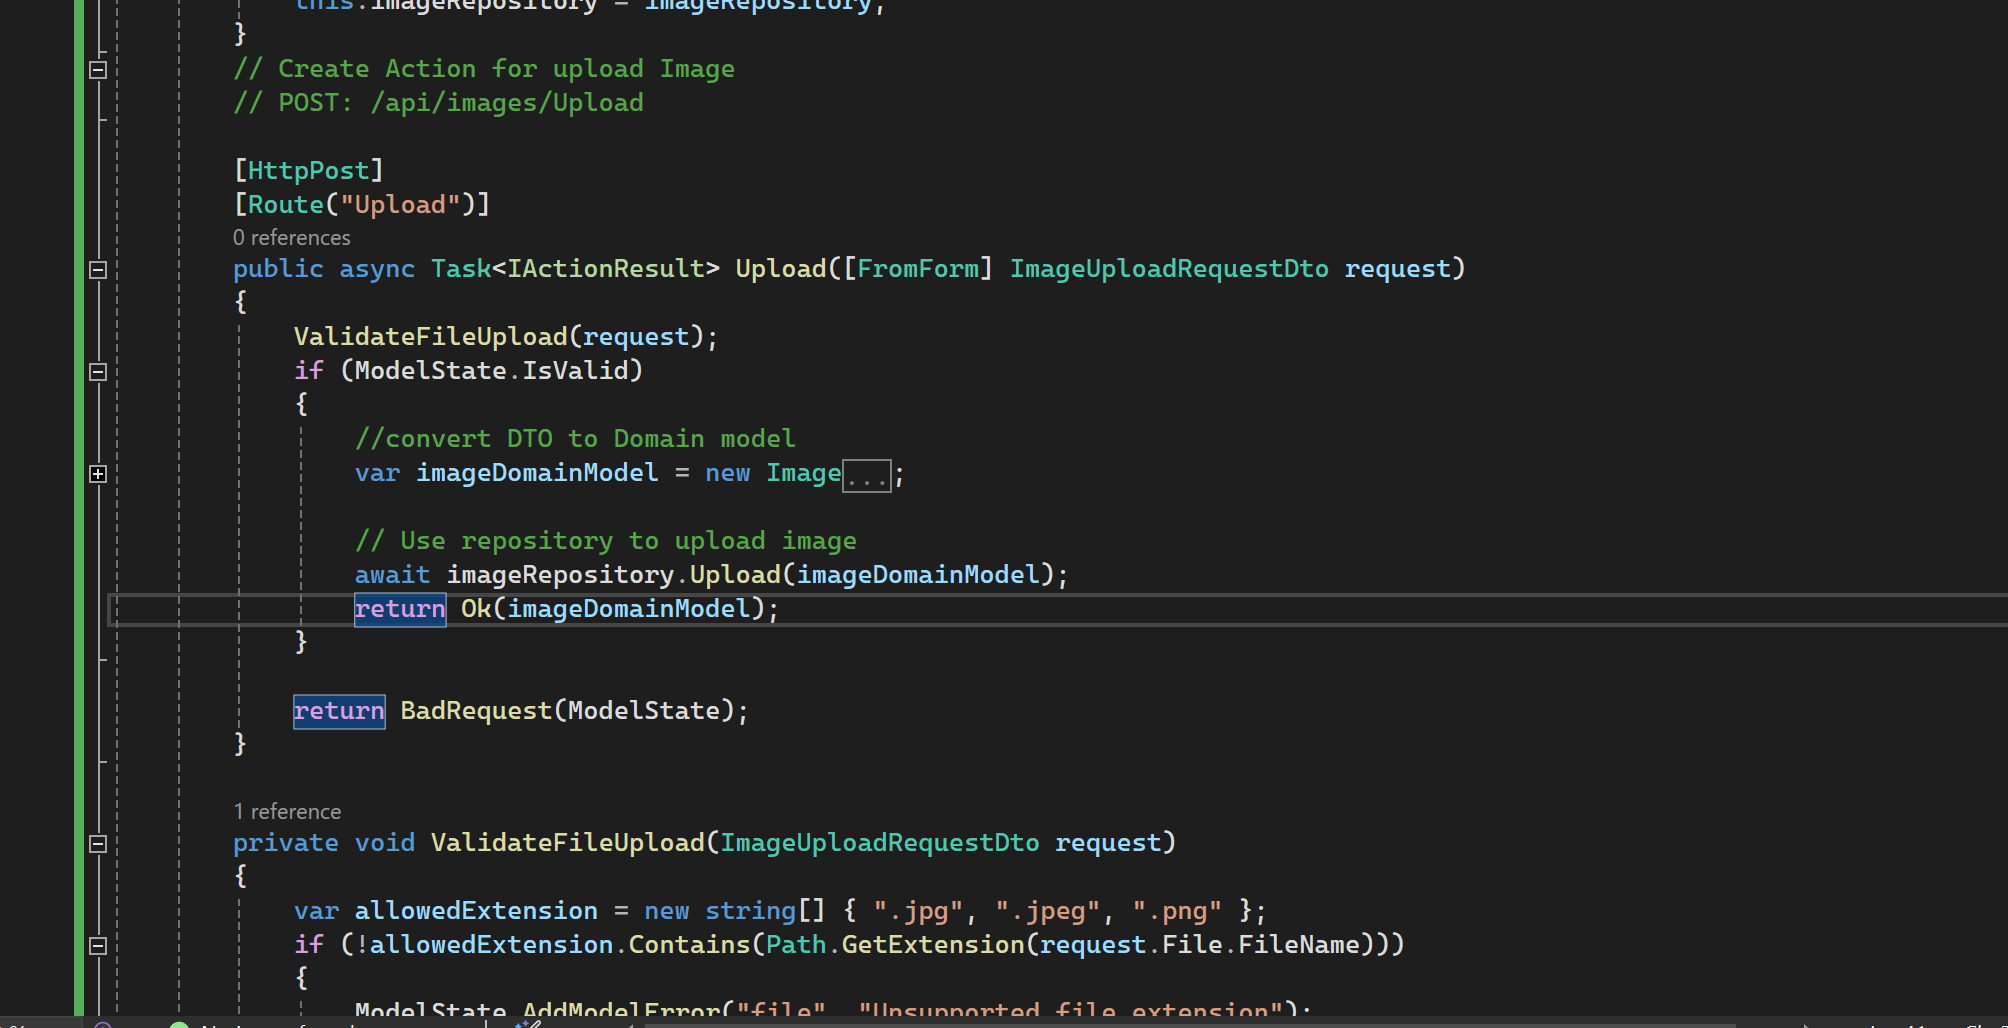 this.imageRepository = imageRepository;
}
// Create Action for upload Image
// POST: /api/images/Upload
[HttpPost]
[Route("Upload")]
0 references
public async Task<IActionResult> Upload([FromForm] ImageUploadRequestDto request)
{
ValidateFileUpload(request);
if (ModelState.IsValid)
{
//convert DTO to Domain model
var imageDomainModel = new Image...;
// Use repository to upload image
await imageRepository.Upload(imageDomainModel);
return Ok(imageDomainModel);
}
return BadRequest(ModelState);
}
1 reference
private void ValidateFileUpload(ImageUploadRequestDto request)
{
var allowedExtension = new string[] { ".jpg", ".jpeg", ".png" };
if (!allowedExtension.Contains(Path.GetExtension(request.File.FileName)))
{
ModelState.AddModelError("file", "Unsupported file extension");